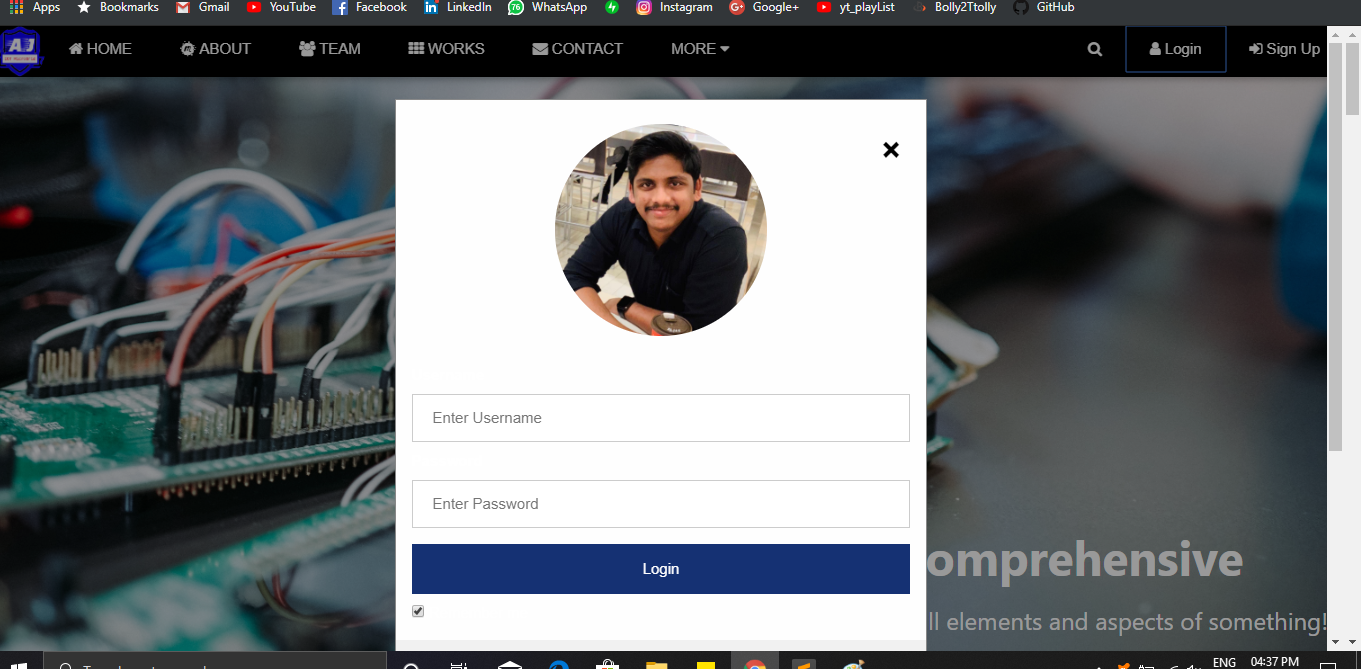 Apps Bookmarks Gmail YouTube Facebook LinkedIn WhatsApp Instagram Google+ yt_playList Bolly2Ttolly GitHub
HOME ABOUT TEAM WORKS CONTACT MORE Login Sign Up
AJ
Enter Username
Enter Password
Login
omprehensive
ll elements and aspects of something!
ENG 04:37 PM